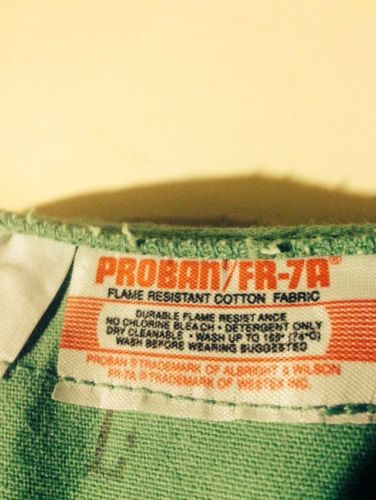 PROBAN/FR-7A®
FLAME RESISTANT COTTON FABRIC
DURABLE FLAME RESISTANCE
NO CHLORINE BLEACH • DETERGENT ONLY
DRY CLEANABLE • WASH UP TO 165° (74°C)
WASH BEFORE WEARING SUGGESTED
PROBAN ® TRADEMARK OF ALBRIGHT & WILSON
FR-7A ® TRADEMARK OF WESTEX INC.
L